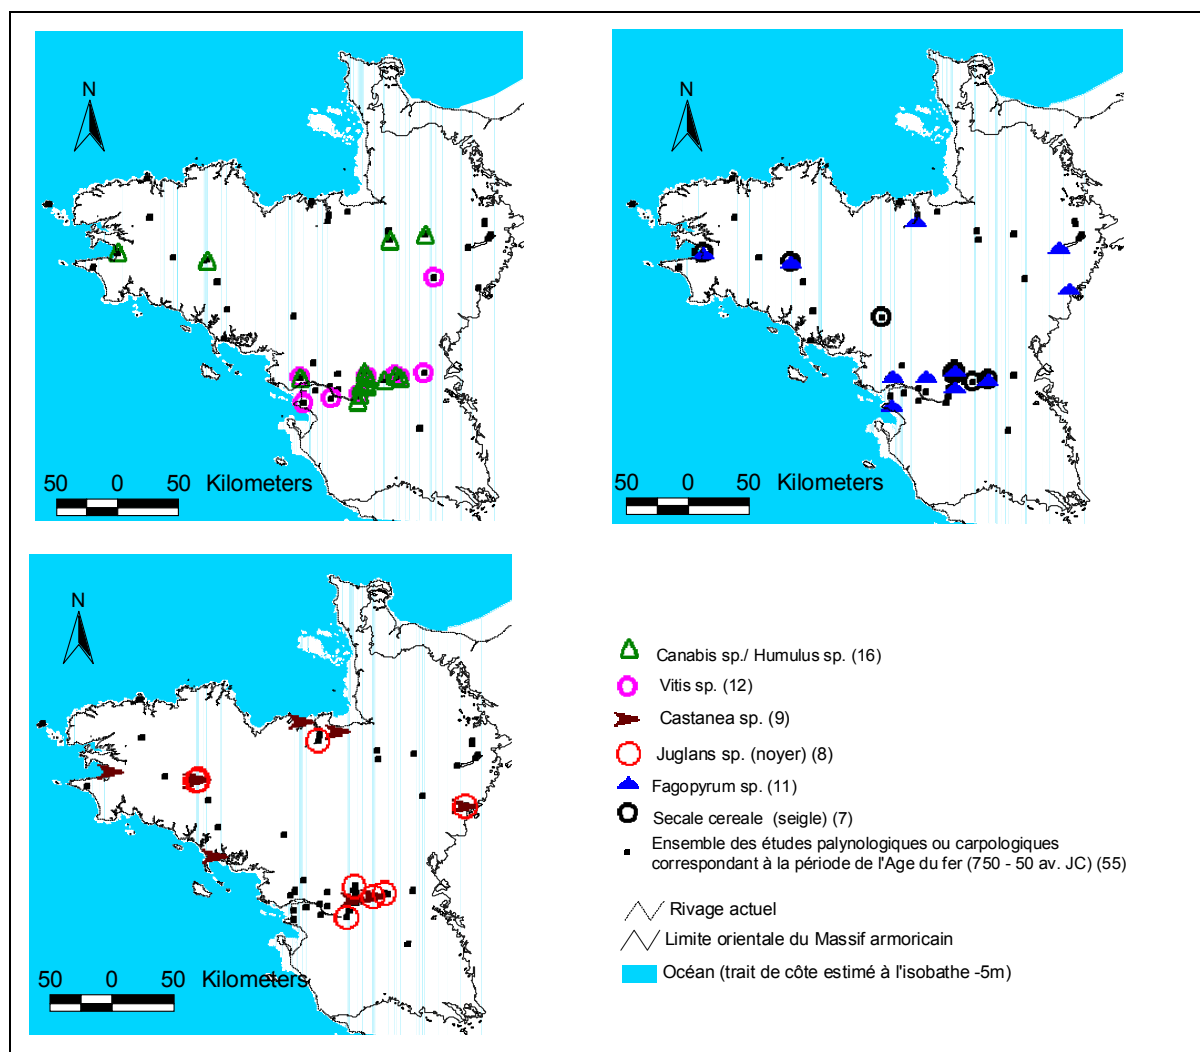 N
50 0 50 Kilometers
N
50 0 50 Kilometers
N
50 0 50 Kilometers
Canabis sp./ Humulus sp. (16)
Vitis sp. (12)
Castanea sp. (9)
Juglans sp. (noyer) (8)
Fagopyrum sp. (11)
Secale cereale (seigle) (7)
Ensemble des études palynologiques ou carpologiques
correspondant à la période de l'Age du fer (750 - 50 av. JC) (55)
Rivage actuel
Limite orientale du Massif armoricain
Océan (trait de côte estimé à l'isobathe -5m)